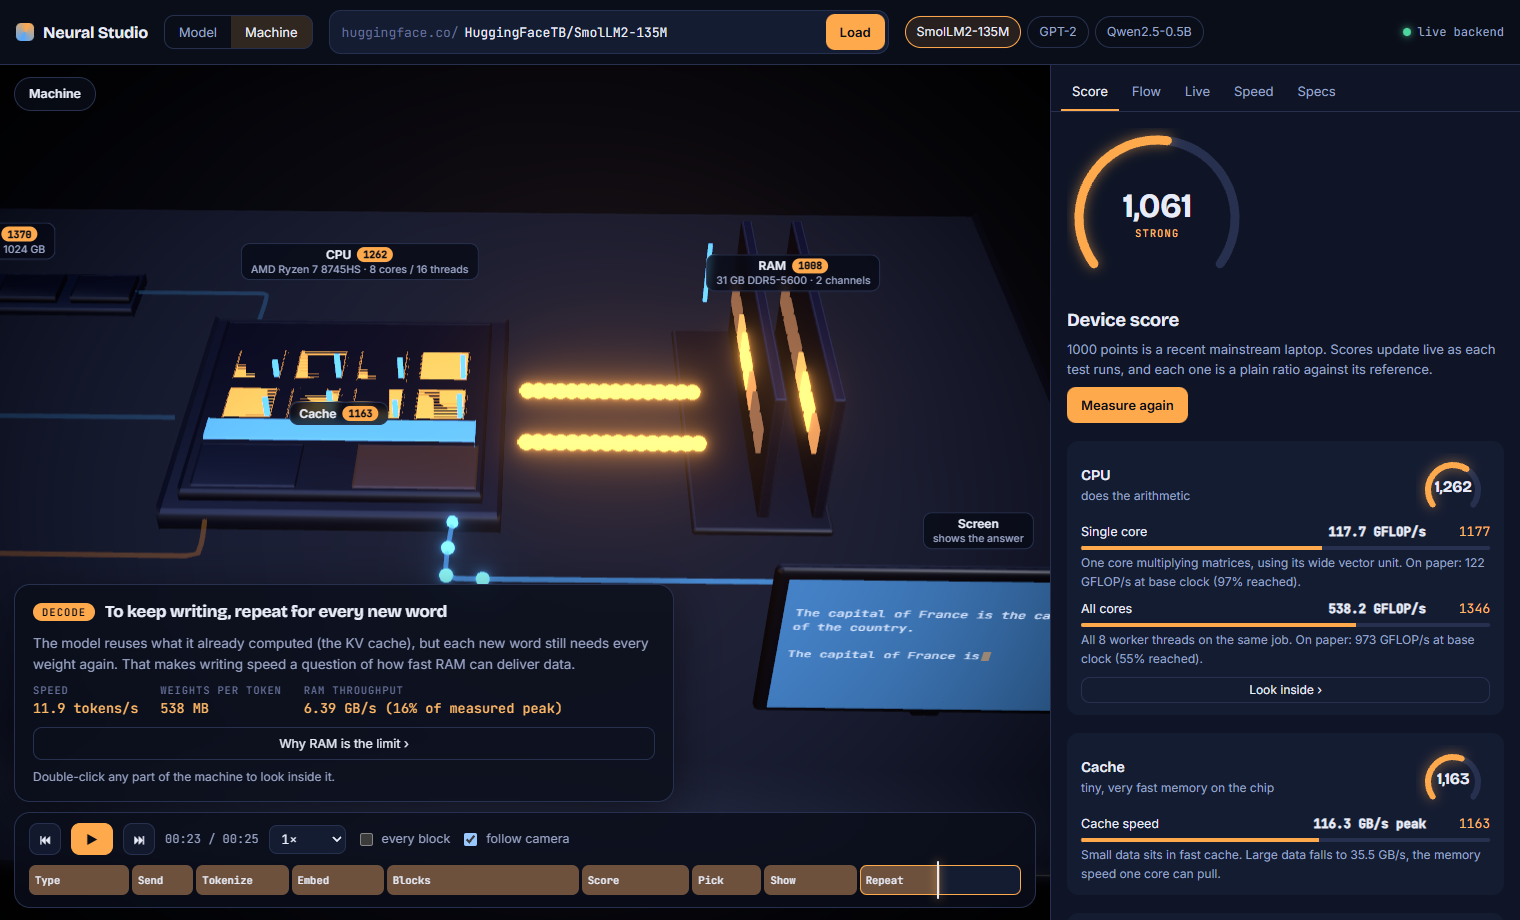 Neural Studio
Model
Machine
huggingface.co/ HuggingFaceTB/SmolLM2-135M
Load
SmolLM2-135M
GPT-2
Qwen2.5-0.5B
live backend
Machine
1370
1024 GB
CPU 1262
AMD Ryzen 7 8745HS · 8 cores / 16 threads
RAM 1008
31 GB DDR5-5600 · 2 channels
Cache 1163
Screen
shows the answer
The capital of France is the ca
of the country.
The capital of France is
DECODE To keep writing, repeat for every new word
The model reuses what it already computed (the KV cache), but each new word still needs every
weight again. That makes writing speed a question of how fast RAM can deliver data.
SPEED WEIGHTS PER TOKEN RAM THROUGHPUT
11.9 tokens/s 538 MB 6.39 GB/s (16% of measured peak)
Why RAM is the limit ›
Double-click any part of the machine to look inside it.
00:23 / 00:25
1×
every block
follow camera
Type
Send
Tokenize
Embed
Blocks
Score
Pick
Show
Repeat
Score
Flow
Live
Speed
Specs
1,061
STRONG
Device score
1000 points is a recent mainstream laptop. Scores update live as each
test runs, and each one is a plain ratio against its reference.
Measure again
CPU
does the arithmetic
1,262
Single core 117.7 GFLOP/s 1177
One core multiplying matrices, using its wide vector unit. On paper: 122
GFLOP/s at base clock (97% reached).
All cores 538.2 GFLOP/s 1346
All 8 worker threads on the same job. On paper: 973 GFLOP/s at base
clock (55% reached).
Look inside ›
Cache
tiny, very fast memory on the chip
1,163
Cache speed 116.3 GB/s peak 1163
Small data sits in fast cache. Large data falls to 35.5 GB/s, the memory
speed one core can pull.